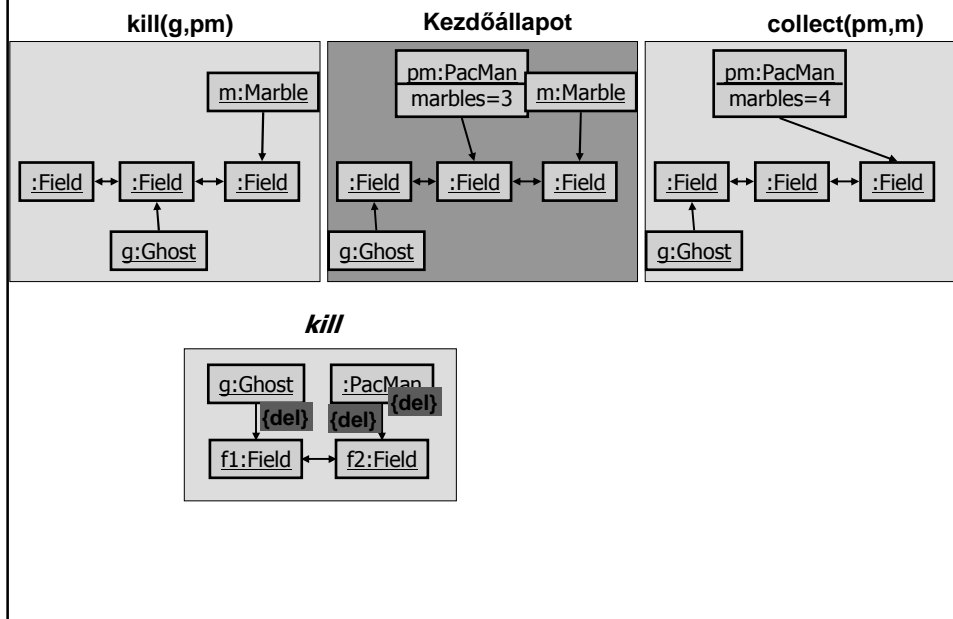 kill(g,pm)
Kezdőállapot
collect(pm,m)
m:Marble
:Field
:Field
:Field
g:Ghost
pm:PacMan
marbles=3
m:Marble
:Field
:Field
:Field
g:Ghost
pm:PacMan
marbles=4
:Field
:Field
:Field
g:Ghost
kill
g:Ghost
:PacMan
{del}
{del}
{del}
f1:Field
f2:Field